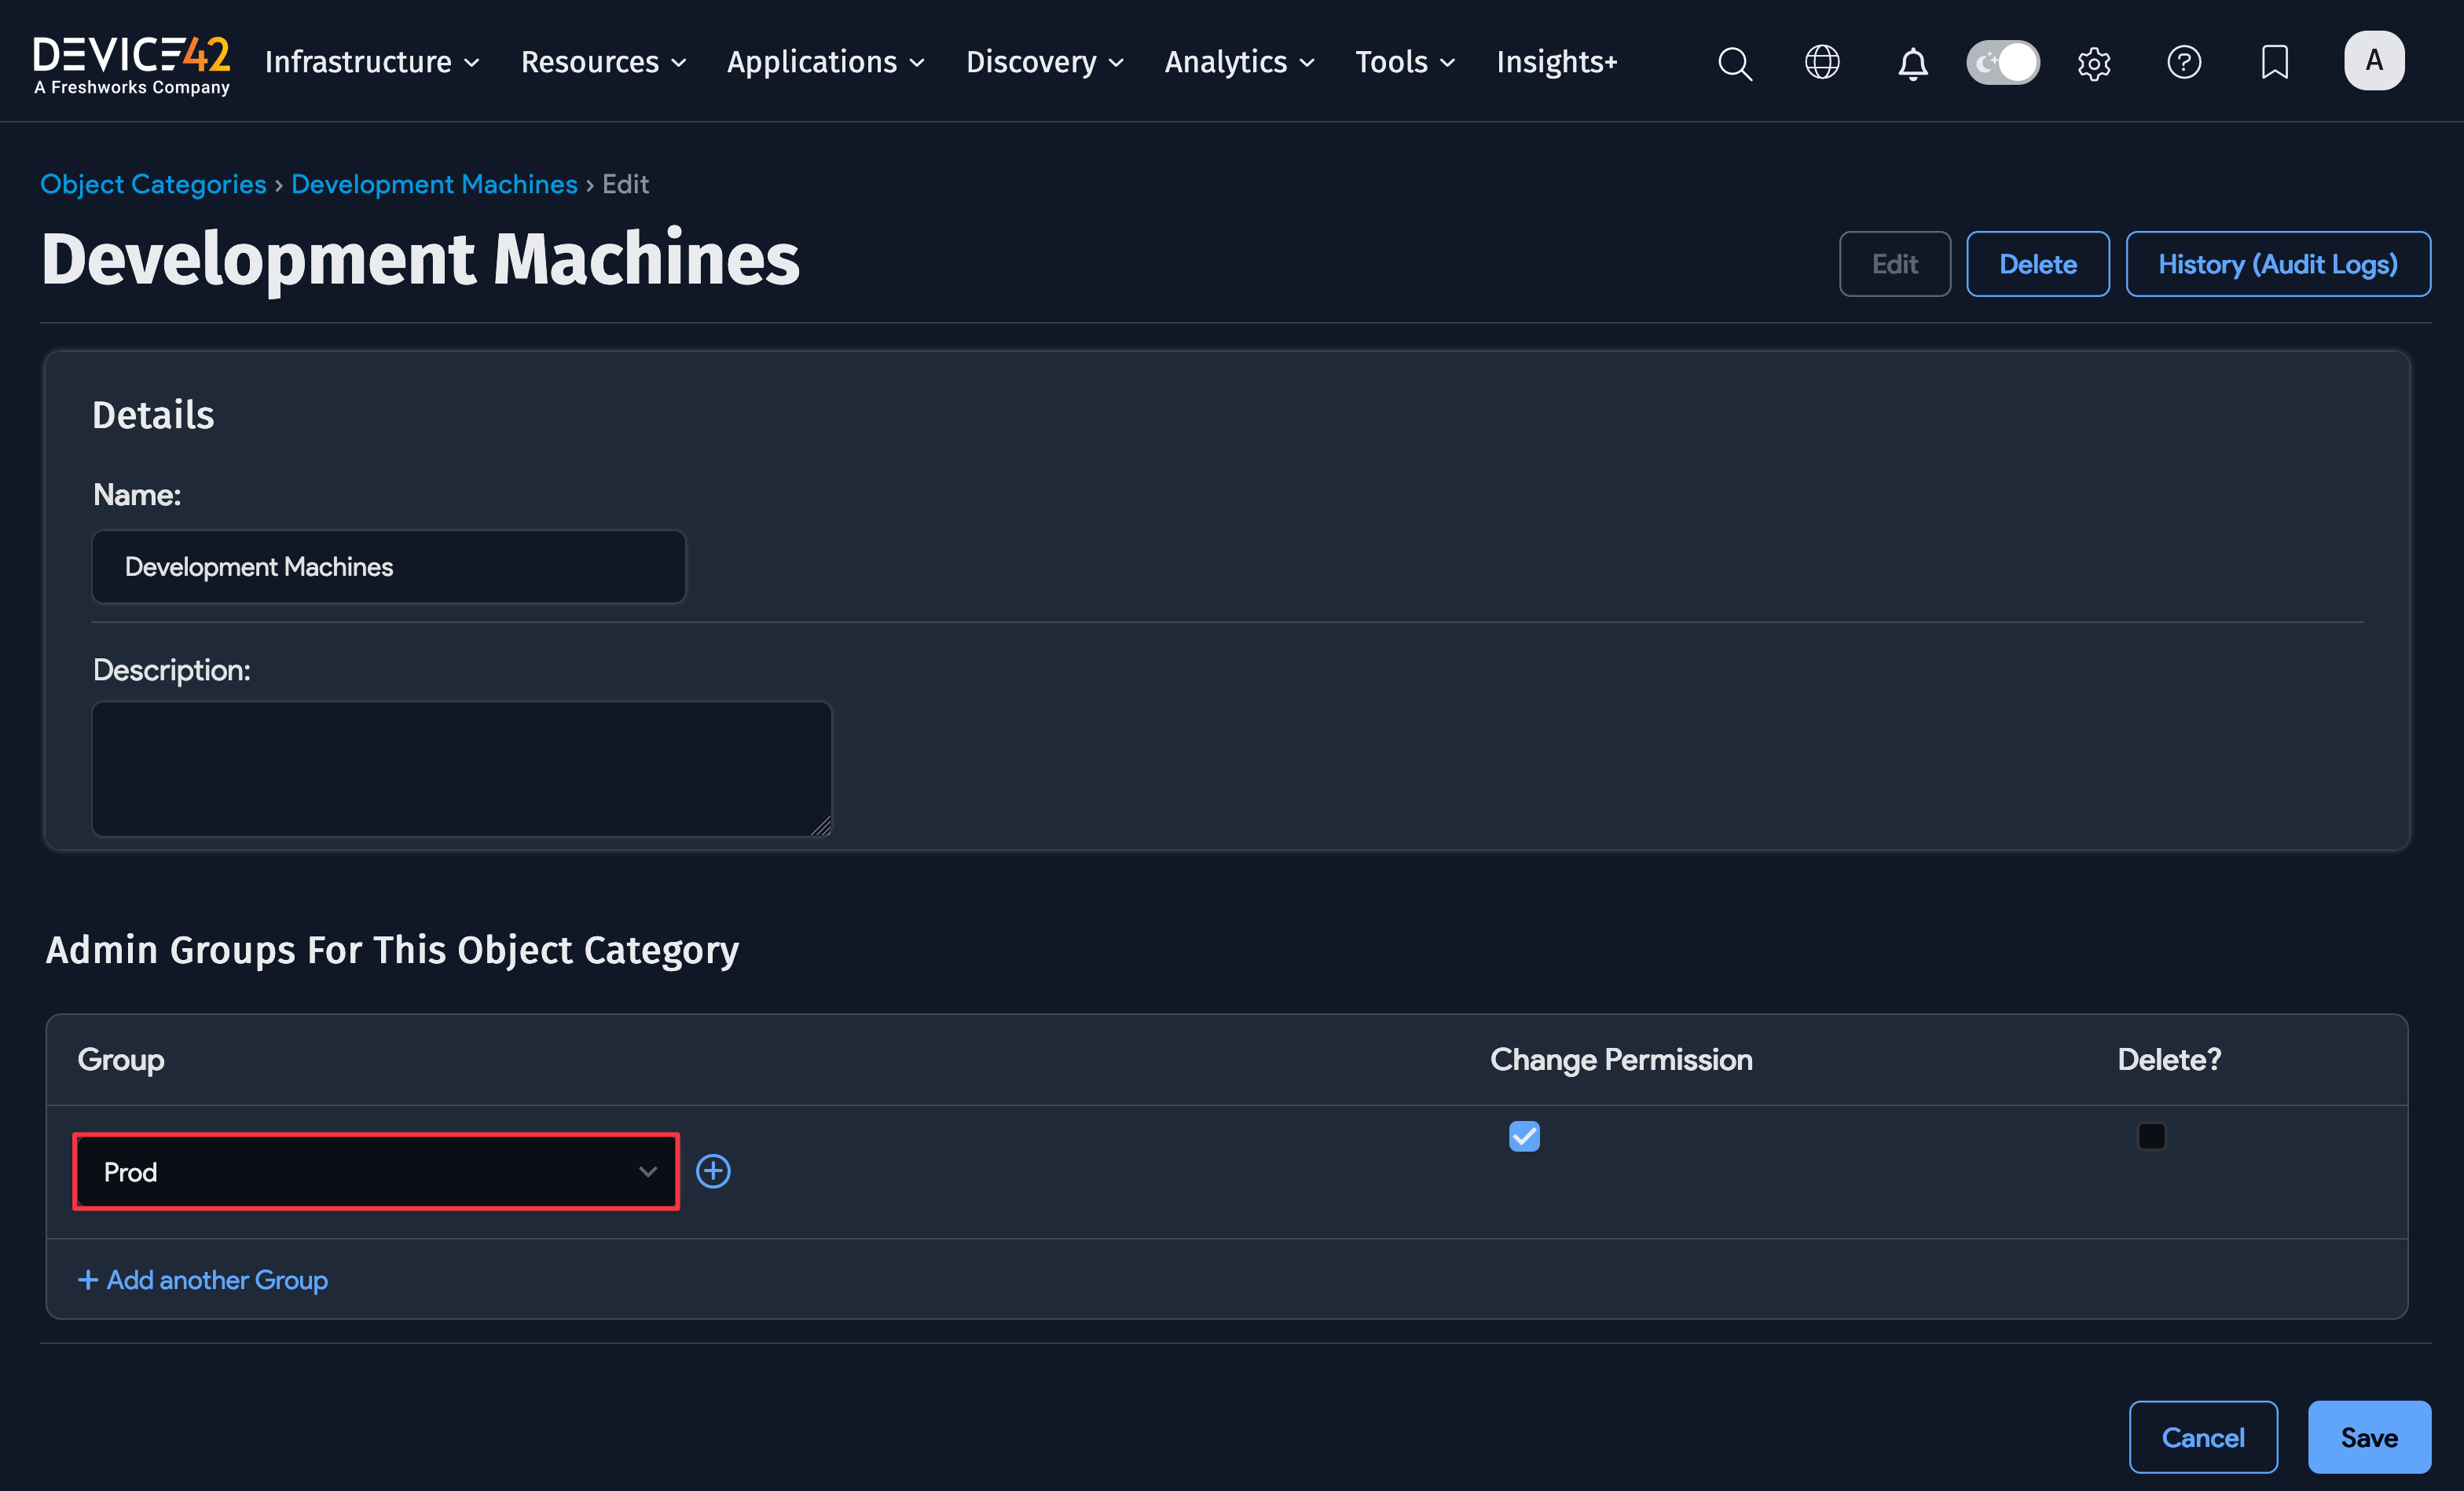 DEVICE42
A Freshworks Company
Infrastructure Resources Applications Discovery Analytics Tools Insights+ A
Object Categories › Development Machines › Edit
Development Machines
Edit Delete History (Audit Logs)
Details
Name:
Development Machines
Description:
Admin Groups For This Object Category
Group Change Permission Delete?
Prod
+ Add another Group
Cancel Save